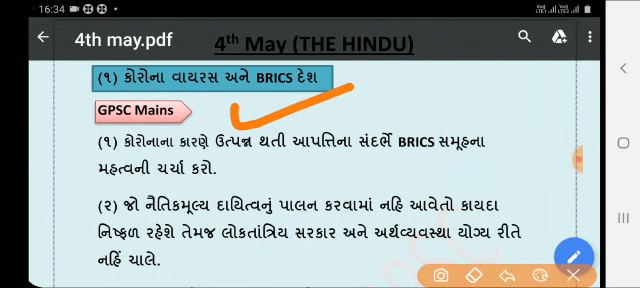 16:34
4th may.pdf
4th May (THE HINDU)
(૧) કોરોના વાયરસ અને BRICS દેશ
GPSC Mains
(૧) કોરોનાના કારણે ઉત્પન્ન થતી આપત્તિના સંદર્ભે BRICS સમૂહના
મહત્વની ચર્ચા કરો.
(૨) જો નૈતિકમૂલ્ય દાયિત્વનું પાલન કરવામાં નહિ આવેતો કાયદા
નિષ્ફળ રહેશે તેમજ લોકતાંત્રિય સરકાર અને અર્થવ્યવસ્થા યોગ્ય રીતે
નહિં ચાલે.